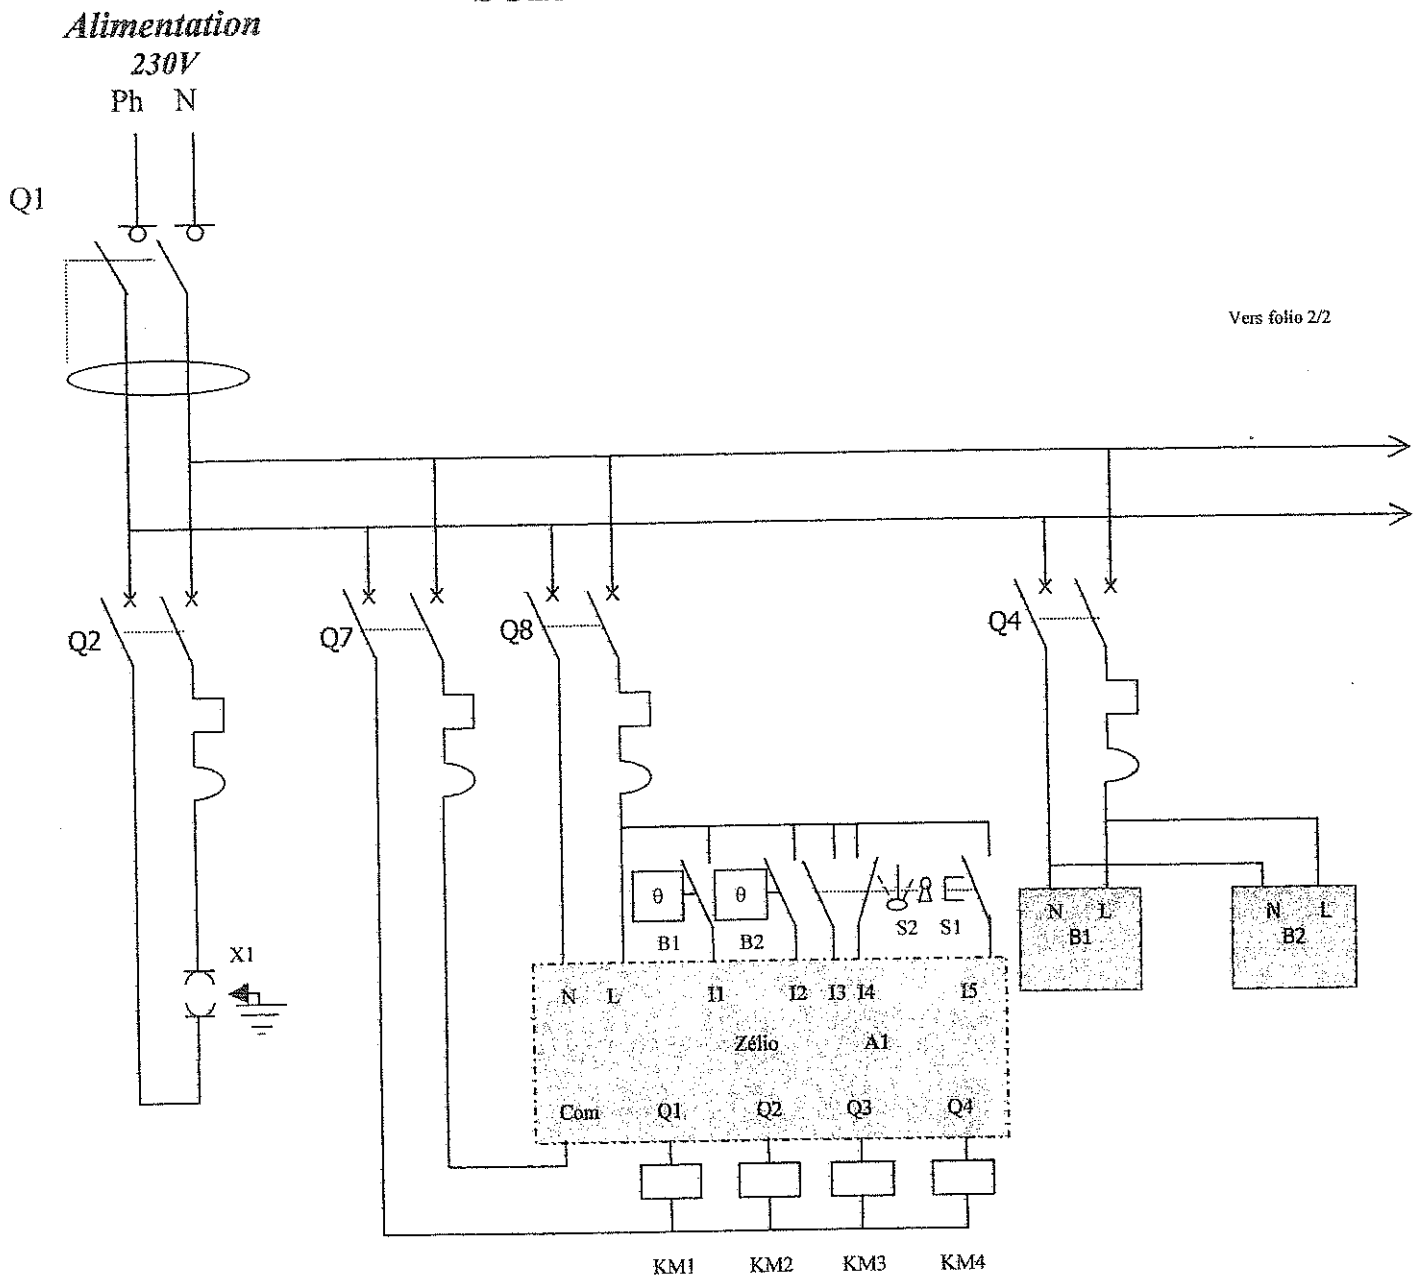 Alimentation
230V
Ph N
Q1
Vers folio 2/2
Q2
Q7
Q8
Q4
θ
θ
B1
B2
S2
S1
X1
N L
B1
N L
B2
N L I1 I2 I3 I4 I5
Zélio A1
Com Q1 Q2 Q3 Q4
KM1 KM2 KM3 KM4